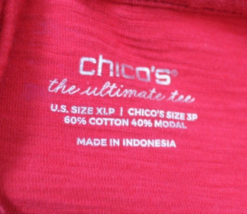 chico's®
the ultimate tee
U.S. SIZE XLP | CHICO'S SIZE 3P
60% COTTON 40% MODAL
MADE IN INDONESIA